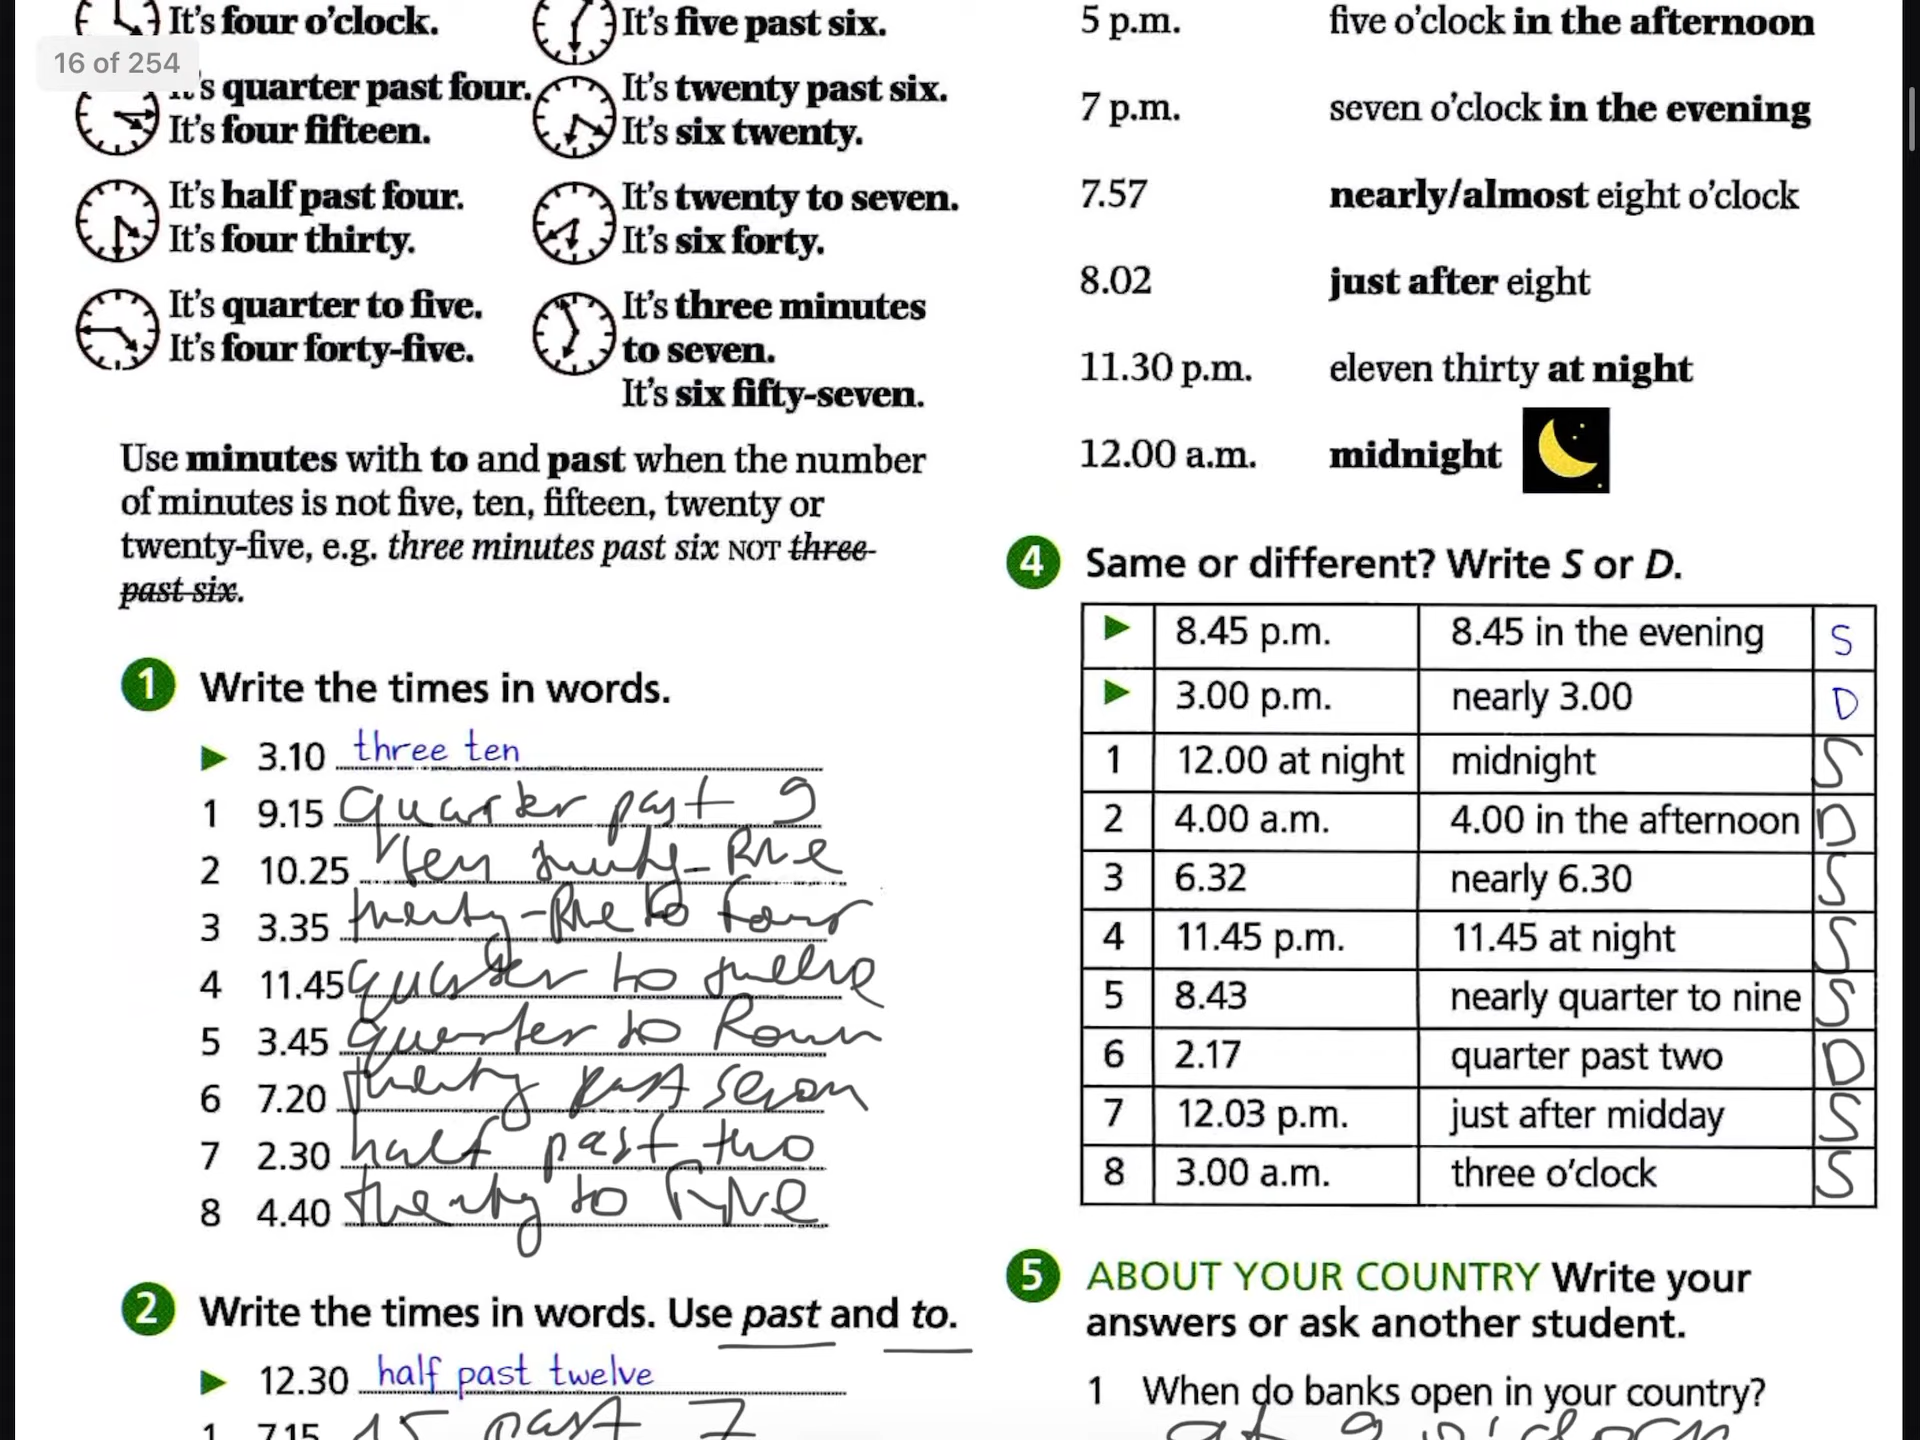 16 of 254
It's four o'clock.
It's quarter past four.
It's four fifteen.
It's half past four.
It's four thirty.
It's quarter to five.
It's four forty-five.
It's five past six.
It's twenty past six.
It's six twenty.
It's twenty to seven.
It's six forty.
It's three minutes
to seven.
It's six fifty-seven.
Use minutes with to and past when the number
of minutes is not five, ten, fifteen, twenty or
twenty-five, e.g. three minutes past six NOT three
past six.
1 Write the times in words.
3.10 three ten
1 9.15 quarter past 9
2 10.25 ten twenty-five
3 3.35 twenty-five to four
4 11.45 quarter to twelve
5 3.45 quarter to
6 7.20 twenty past seven
7 2.30 half past two
8 4.40 twenty to five
2 Write the times in words. Use past and to.
12.30 half past twelve
1 7.15 15 past 7
5 p.m. five o'clock in the afternoon
7 p.m. seven o'clock in the evening
7.57 nearly/almost eight o'clock
8.02 just after eight
11.30 p.m. eleven thirty at night
12.00 a.m. midnight
4 Same or different? Write S or D.
8.45 p.m. 8.45 in the evening S
3.00 p.m. nearly 3.00 D
1 12.00 at night midnight S
2 4.00 a.m. 4.00 in the afternoon D
3 6.32 nearly 6.30 S
4 11.45 p.m. 11.45 at night S
5 8.43 nearly quarter to nine S
6 2.17 quarter past two D
7 12.03 p.m. just after midday S
8 3.00 a.m. three o'clock S
5 ABOUT YOUR COUNTRY Write your
answers or ask another student.
1 When do banks open in your country?
at 9 o'clock